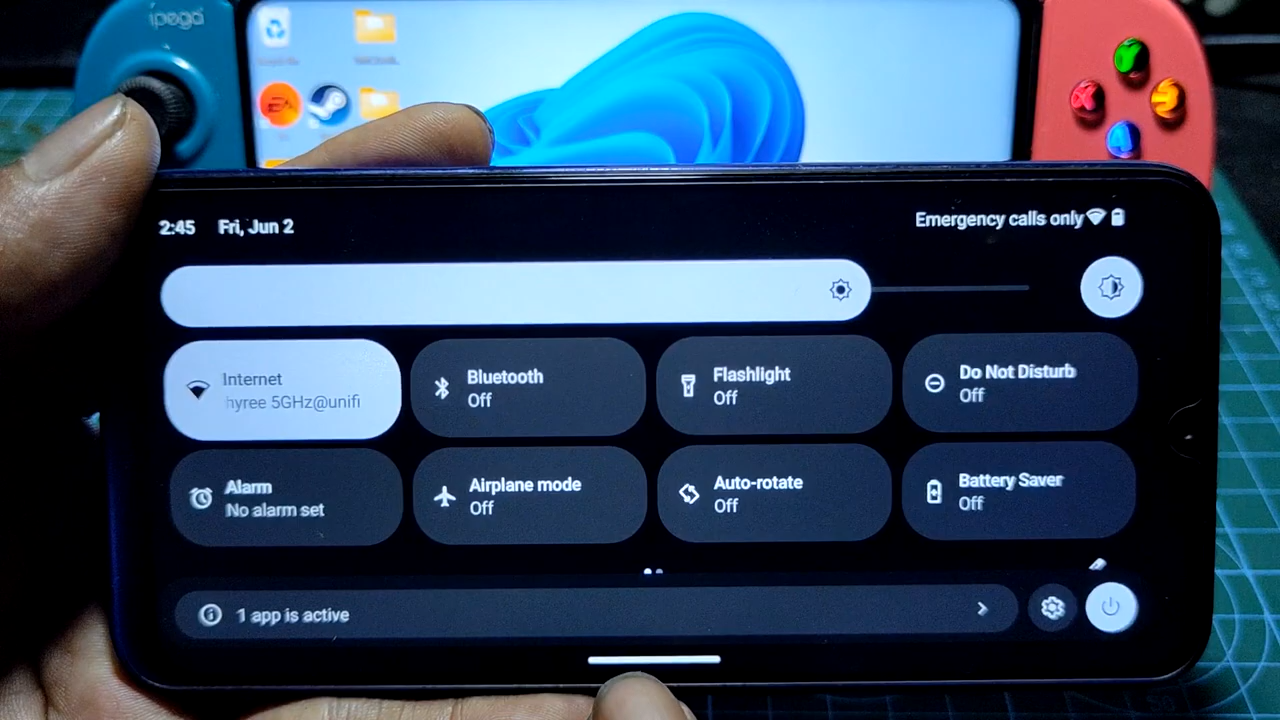 ipega
EA
2:45 Fri, Jun 2
Emergency calls only
Internet
hyree 5GHz@unifi
Bluetooth
Off
Flashlight
Off
Do Not Disturb
Off
Alarm
No alarm set
Airplane mode
Off
Auto-rotate
Off
Battery Saver
Off
1 app is active